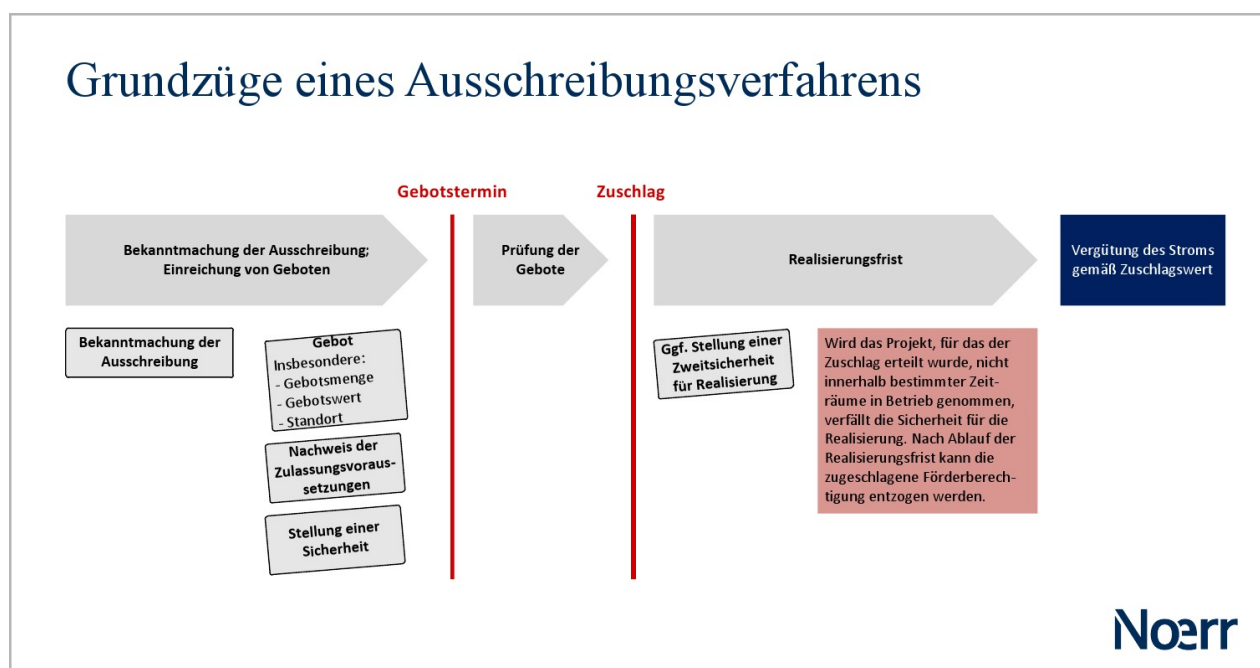 Grundzüge eines Ausschreibungsverfahrens
Gebotstermin
Zuschlag
Bekanntmachung der Ausschreibung;
Einreichung von Geboten
Prüfung der
Gebote
Realisierungsfrist
Vergütung des Stroms
gemäß Zuschlagswert
Bekanntmachung der
Ausschreibung
Gebot
Insbesondere:
- Gebotsmenge
- Gebotswert
- Standort
Nachweis der
Zulassungsvoraus-
setzungen
Stellung einer
Sicherheit
Ggf. Stellung einer
Zweitsicherheit
für Realisierung
Wird das Projekt, für das der
Zuschlag erteilt wurde, nicht
innerhalb bestimmter Zeit-
räume in Betrieb genommen,
verfällt die Sicherheit für die
Realisierung. Nach Ablauf der
Realisierungsfrist kann die
zugeschlagene Förderberech-
tigung entzogen werden.
Noerr